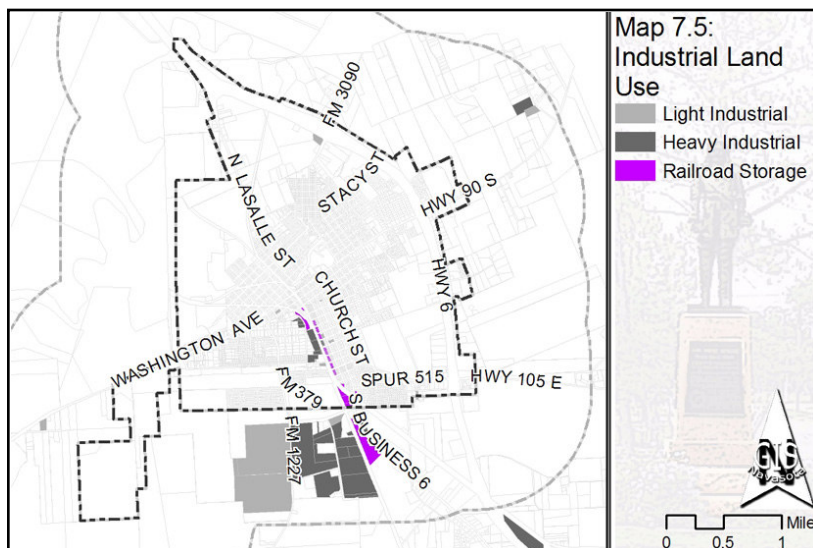 Map 7.5:
Industrial Land
Use
Light Industrial
Heavy Industrial
Railroad Storage
FM 3090
N LASALLE ST
STACY ST
HWY 90 S
CHURCH ST
HWY 6
WASHINGTON AVE
FM 379
SPUR 515
HWY 105 E
S BUSINESS 6
FM 1227
N
GIS
Navasota
0 0.5 1
Mile